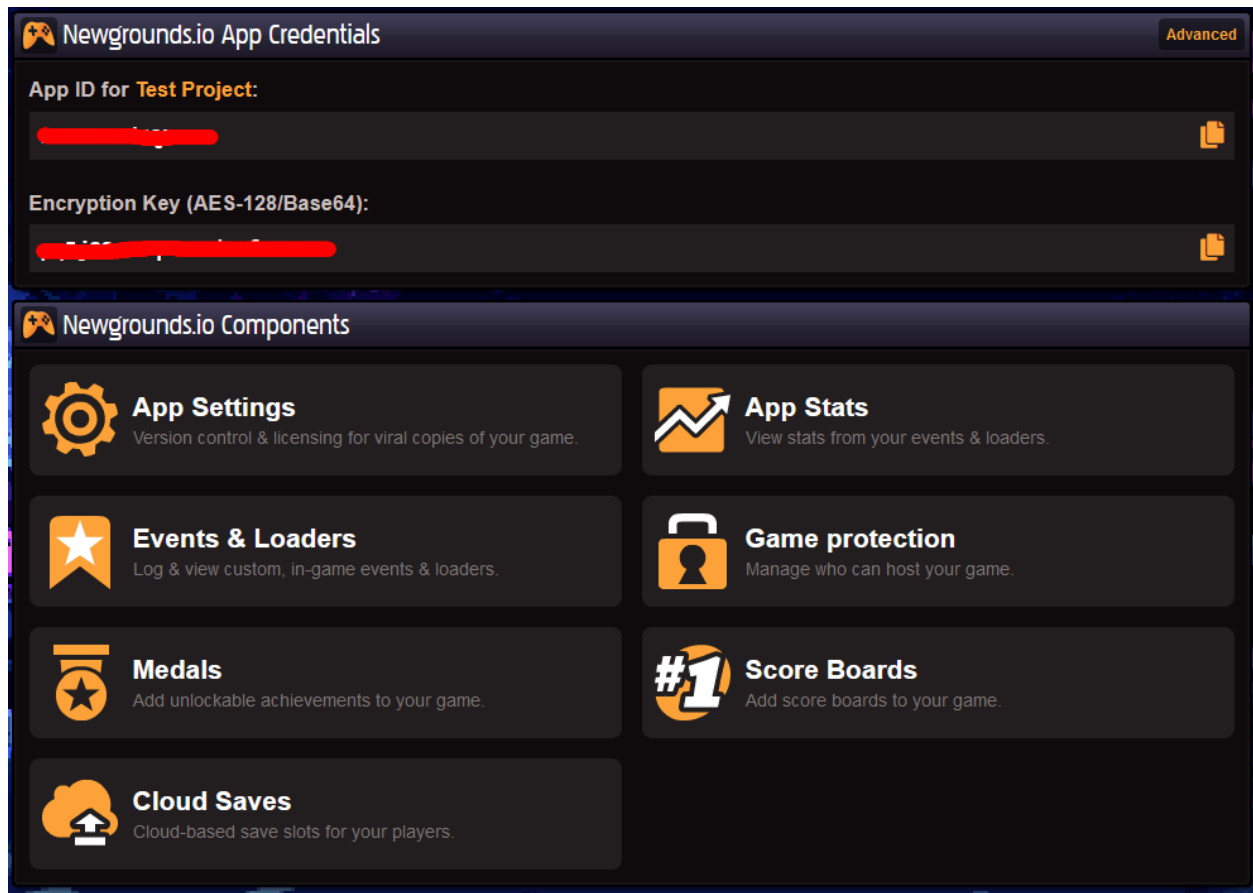 Newgrounds.io App Credentials
Advanced
App ID for Test Project:
Encryption Key (AES-128/Base64):
Newgrounds.io Components
App Settings
Version control & licensing for viral copies of your game.
App Stats
View stats from your events & loaders.
Events & Loaders
Log & view custom, in-game events & loaders.
Game protection
Manage who can host your game.
Medals
Add unlockable achievements to your game.
#1
Score Boards
Add score boards to your game.
Cloud Saves
Cloud-based save slots for your players.